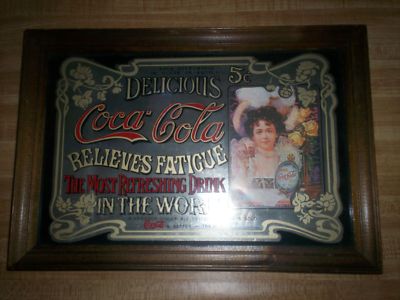 DELICIOUS 5¢
Coca-Cola
RELIEVES FATIGUE
THE MOST REFRESHING DRINK
IN THE WOR